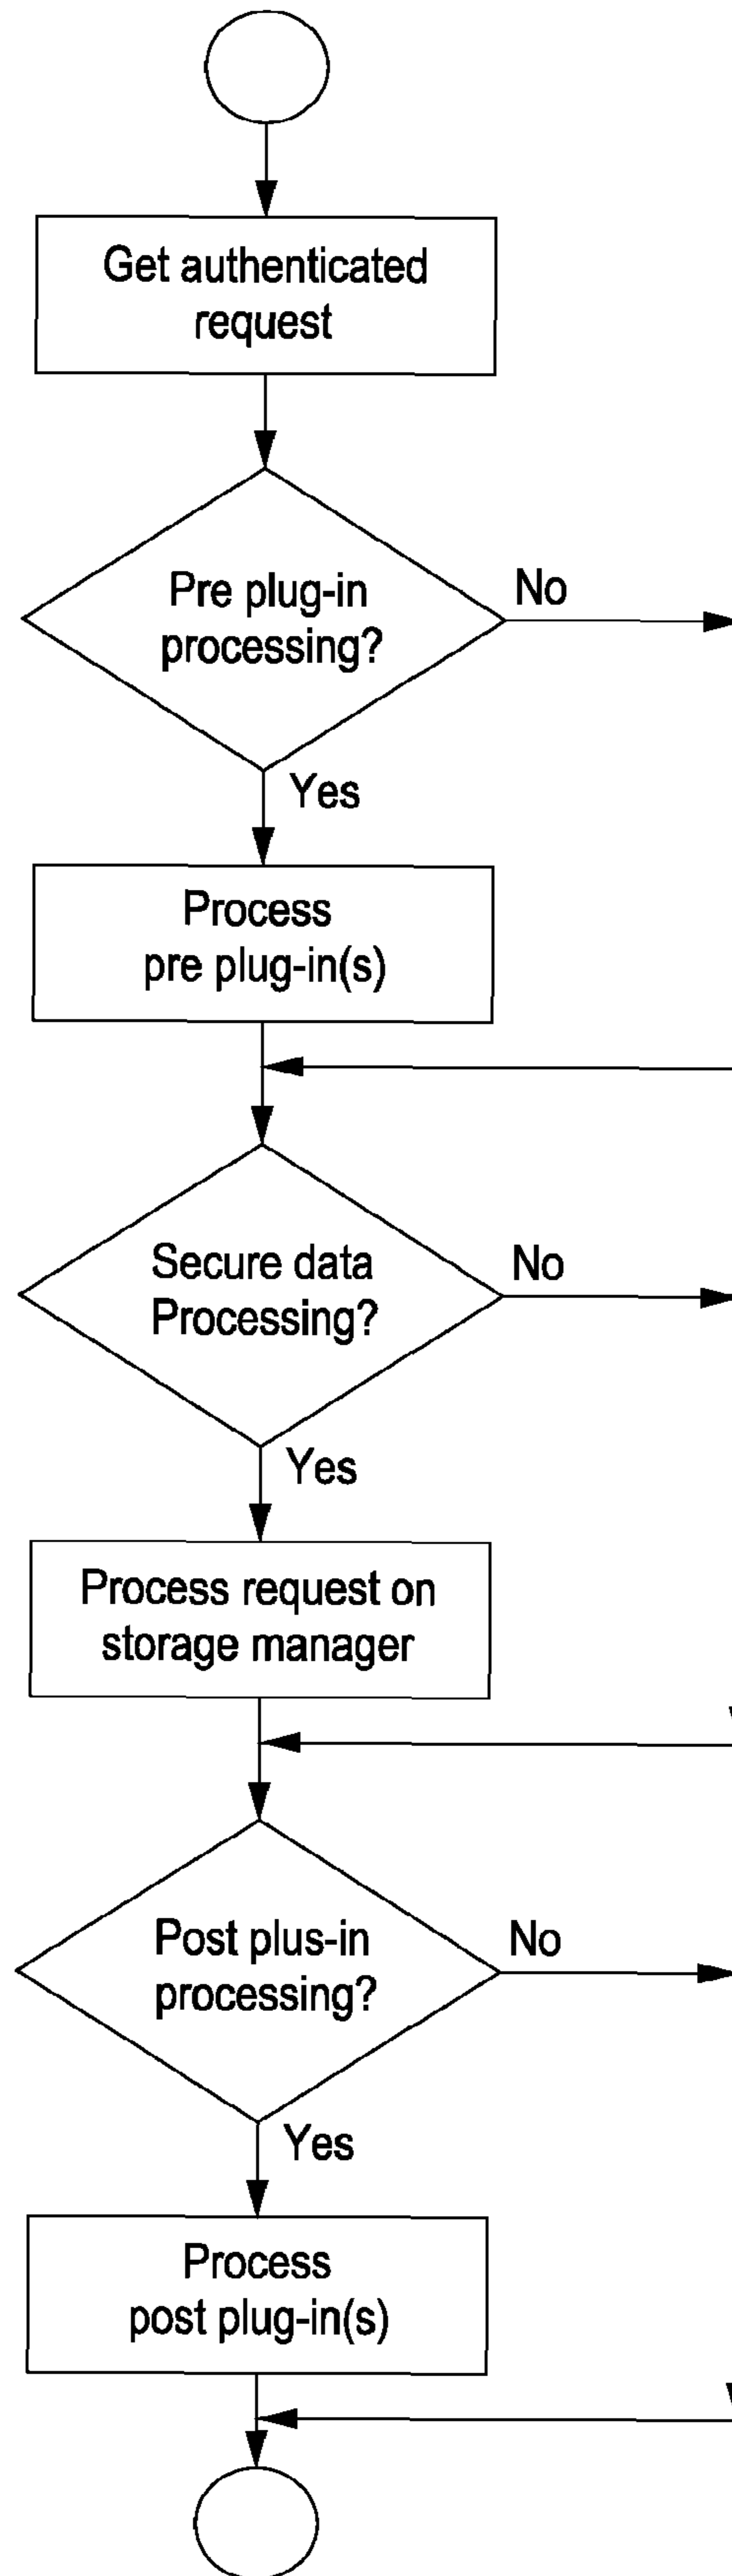 Get authenticated
request
Pre plug-in
processing?
No
Yes
Process
pre plug-in(s)
Secure data
Processing?
No
Yes
Process request on
storage manager
Post plus-in
processing?
No
Yes
Process
post plug-in(s)